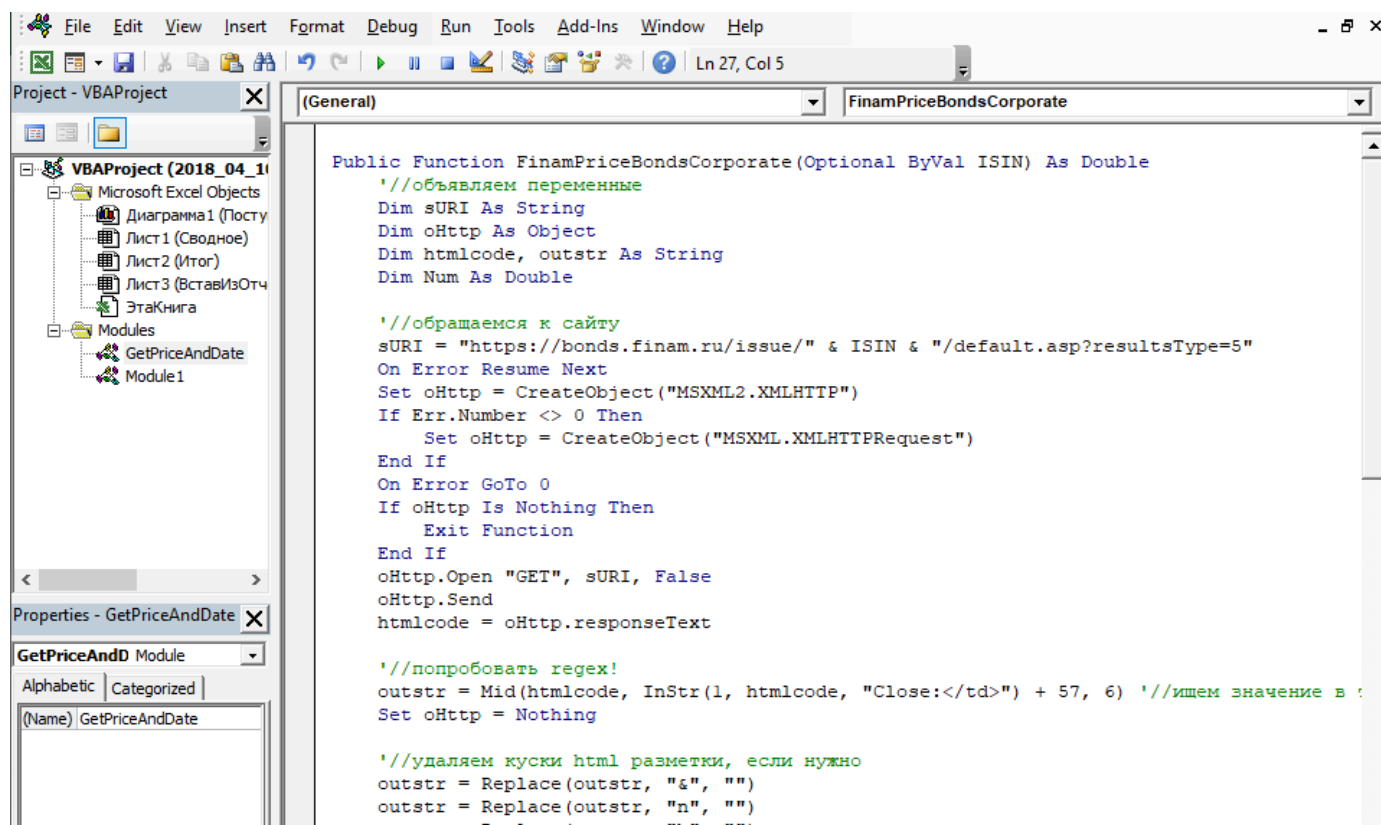 File Edit View Insert Format Debug Run Tools Add-Ins Window Help
Ln 27, Col 5
Project - VBAProject
(General) FinamPriceBondsCorporate
VBAProject (2018_04_1
Microsoft Excel Objects
Диаграмма1 (Посту
Лист1 (Сводное)
Лист2 (Итог)
Лист3 (ВставИзОтч
ЭтаКнига
Modules
GetPriceAndDate
Module1
Properties - GetPriceAndDate
GetPriceAndD Module
Alphabetic Categorized
(Name) GetPriceAndDate
Public Function FinamPriceBondsCorporate(Optional ByVal ISIN) As Double
'//объявляем переменные
Dim sURI As String
Dim oHttp As Object
Dim htmlcode, outstr As String
Dim Num As Double
'//обращаемся к сайту
sURI = "https://bonds.finam.ru/issue/" & ISIN & "/default.asp?resultsType=5"
On Error Resume Next
Set oHttp = CreateObject("MSXML2.XMLHTTP")
If Err.Number <> 0 Then
Set oHttp = CreateObject("MSXML.XMLHTTPRequest")
End If
On Error GoTo 0
If oHttp Is Nothing Then
Exit Function
End If
oHttp.Open "GET", sURI, False
oHttp.Send
htmlcode = oHttp.responseText
'//попробовать regex!
outstr = Mid(htmlcode, InStr(1, htmlcode, "Close:</td>") + 57, 6) '//ищем значение в
Set oHttp = Nothing
'//удаляем куски html разметки, если нужно
outstr = Replace(outstr, "&", "")
outstr = Replace(outstr, "n", "")